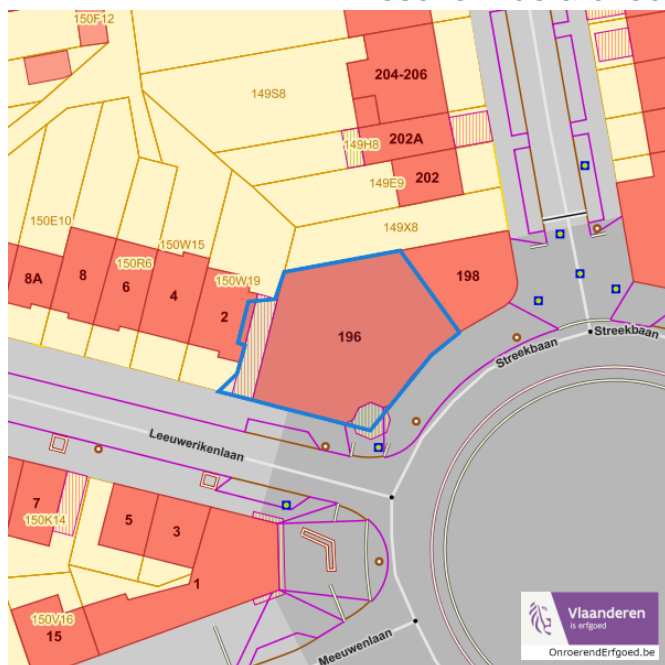 150F12
204-206
149S8
202A
149H8
202
149E9
149X8
150E10
150W15
150R6
150W19
8A
8
6
4
2
198
196
Streekbaan
Streekbaan
Leeuwerikenlaan
7
150K14
5
3
1
150V16
15
Meeuwenlaan
Vlaanderen
is erfgoed
OnroerendErfgoed.be